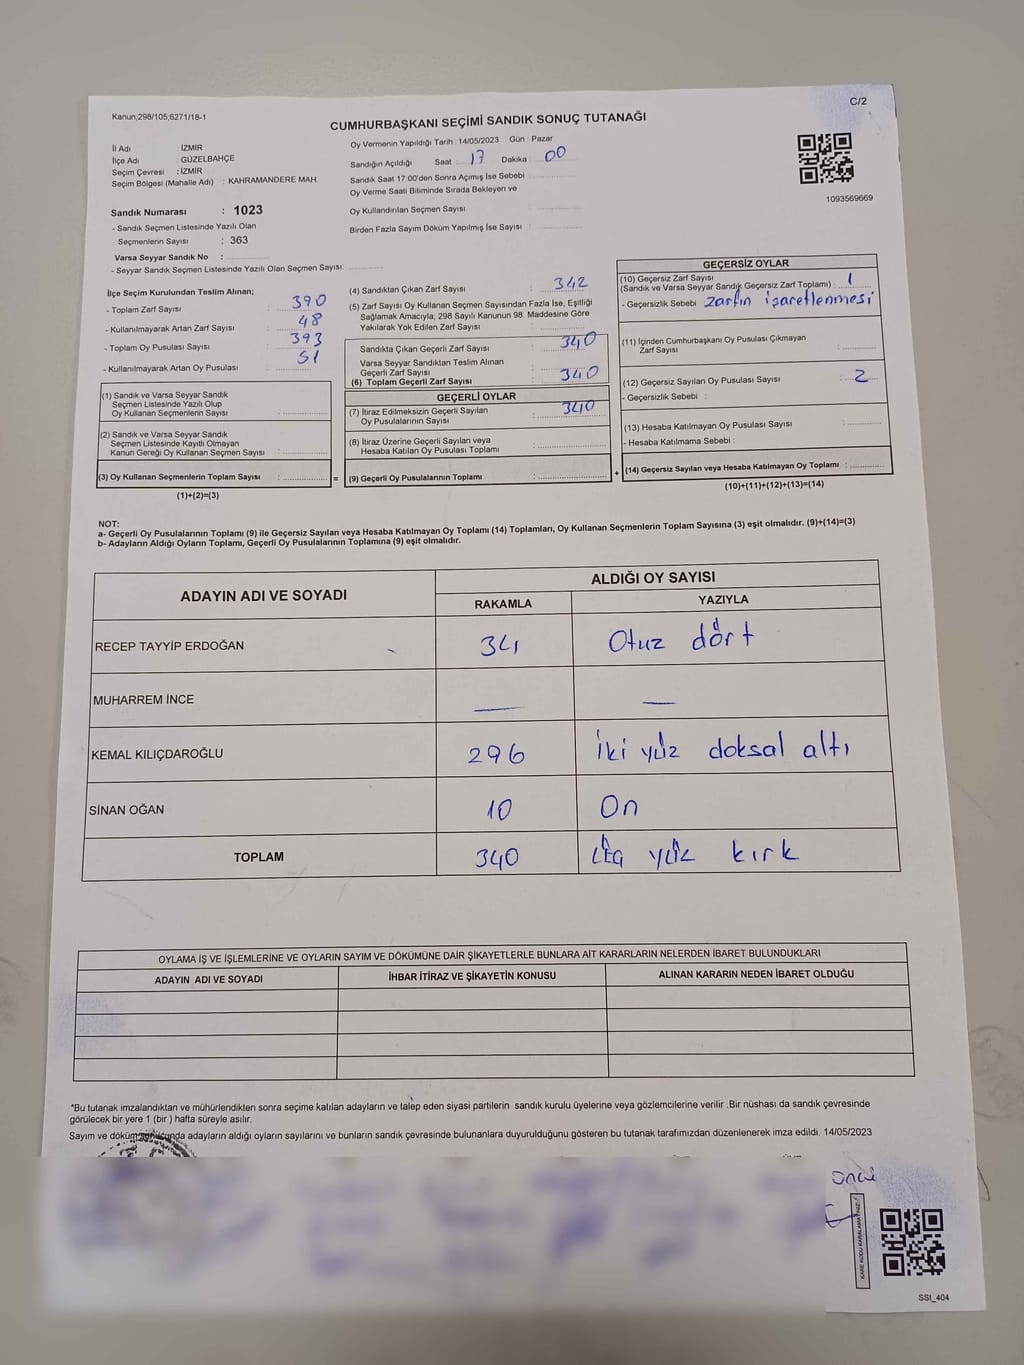 C/2
Kanun;298/105,6271/18-1
CUMHURBAŞKANI SEÇİMİ SANDIK SONUÇ TUTANAĞI
İl Adı : İZMİR
İlçe Adı : GÜZELBAHÇE
Seçim Çevresi : İZMİR
Seçim Bölgesi (Mahalle Adı) : KAHRAMANDERE MAH.
Oy Vermenin Yapıldığı Tarih : 14/05/2023 Gün : Pazar
Sandığın Açıldığı Saat 17 Dakika 00
Sandık Saat 17.00'den Sonra Açımış İse Sebebi
Oy Verme Saati Bitiminde Sırada Bekleyen ve
Oy Kullandırılan Seçmen Sayısı
Birden Fazla Sayım Döküm Yapılmış İse Sayısı :
1093569669
Sandık Numarası : 1023
- Sandık Seçmen Listesinde Yazılı Olan
Seçmenlerin Sayısı : 363
Varsa Seyyar Sandık No :
- Seyyar Sandık Seçmen Listesinde Yazılı Olan Seçmen Sayısı:
İlçe Seçim Kurulundan Teslim Alınan;
- Toplam Zarf Sayısı : 390
- Kullanılmayarak Artan Zarf Sayısı : 48
- Toplam Oy Pusulası Sayısı : 393
- Kullanılmayarak Artan Oy Pusulası : 51
(1) Sandık ve Varsa Seyyar Sandık
Seçmen Listesinde Yazılı Olup
Oy Kullanan Seçmenlerin Sayısı :
(2) Sandık ve Varsa Seyyar Sandık
Seçmen Listesinde Kayıtlı Olmayan
Kanun Gereği Oy Kullanan Seçmen Sayısı :
(3) Oy Kullanan Seçmenlerin Toplam Sayısı : =
(1)+(2)=(3)
(4) Sandıktan Çıkan Zarf Sayısı : 342
(5) Zarf Sayısı Oy Kullanan Seçmen Sayısından Fazla İse, Eşitliği
Sağlamak Amacıyla; 298 Sayılı Kanunun 98. Maddesine Göre
Yakılarak Yok Edilen Zarf Sayısı :
Sandıkta Çıkan Geçerli Zarf Sayısı : 340
Varsa Seyyar Sandıktan Teslim Alınan
Geçerli Zarf Sayısı
(6) Toplam Geçerli Zarf Sayısı : 340
GEÇERLİ OYLAR
(7) İtiraz Edilmeksizin Geçerli Sayılan
Oy Pusulalarının Sayısı : 340
(8) İtiraz Üzerine Geçerli Sayılan veya
Hesaba Katılan Oy Pusulası Toplamı :
(9) Geçerli Oy Pusulalarının Toplamı : +
GEÇERSİZ OYLAR
(10) Geçersiz Zarf Sayısı
(Sandık ve Varsa Seyyar Sandık Geçersiz Zarf Toplamı) : 1
- Geçersizlik Sebebi : Zarfın işaretlenmesi
(11) İçinden Cumhurbaşkanı Oy Pusulası Çıkmayan
Zarf Sayısı :
(12) Geçersiz Sayılan Oy Pusulası Sayısı : 2
- Geçersizlik Sebebi :
(13) Hesaba Katılmayan Oy Pusulası Sayısı :
- Hesaba Katılmama Sebebi :
(14) Geçersiz Sayılan veya Hesaba Katılmayan Oy Toplamı :
(10)+(11)+(12)+(13)=(14)
NOT:
a- Geçerli Oy Pusulalarının Toplamı (9) ile Geçersiz Sayılan veya Hesaba Katılmayan Oy Toplamı (14) Toplamları, Oy Kullanan Seçmenlerin Toplam Sayısına (3) eşit olmalıdır. (9)+(14)=(3)
b- Adayların Aldığı Oyların Toplamı, Geçerli Oy Pusulalarının Toplamına (9) eşit olmalıdır.
ADAYIN ADI VE SOYADI ALDIĞI OY SAYISI
RAKAMLA YAZIYLA
RECEP TAYYİP ERDOĞAN 34 Otuz dört
MUHARREM İNCE — —
KEMAL KILIÇDAROĞLU 296 İki yüz doksal altı
SİNAN OĞAN 10 On
TOPLAM 340 yüz kırk
OYLAMA İŞ VE İŞLEMLERİNE VE OYLARIN SAYIM VE DÖKÜMÜNE DAİR ŞİKAYETLERLE BUNLARA AİT KARARLARIN NELERDEN İBARET BULUNDUKLARI
ADAYIN ADI VE SOYADI İHBAR İTİRAZ VE ŞİKAYETİN KONUSU ALINAN KARARIN NEDEN İBARET OLDUĞU
*Bu tutanak imzalandıktan ve mühürlendikten sonra seçime katılan adayların ve talep eden siyasi partilerin sandık kurulu üyelerine veya gözlemcilerine verilir .Bir nüshası da sandık çevresinde
görülecek bir yere 1 (bir ) hafta süreyle asılır.
Sayım ve döküm adayların aldığı oyların sayılarını ve bunların sandık çevresinde bulunanlara duyurulduğunu gösteren bu tutanak tarafımızdan düzenlenerek imza edildi. 14/05/2023
SSI_404